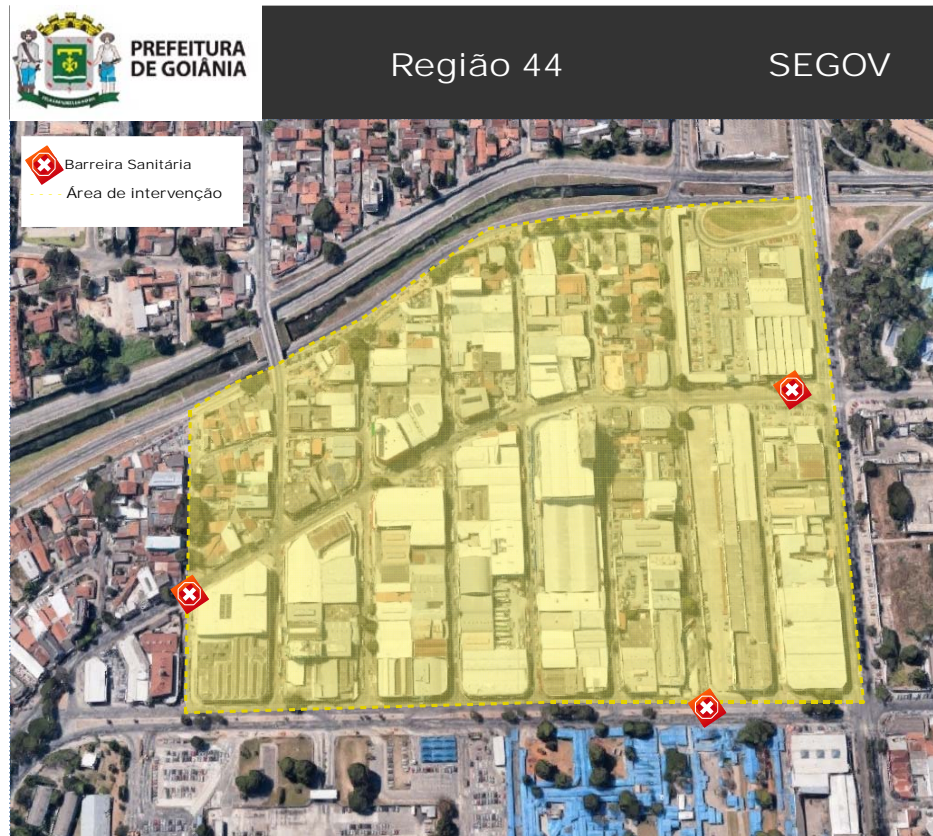 PREFEITURA
DE GOIÂNIA
Região 44
SEGOV
Barreira Sanitária
Área de intervenção